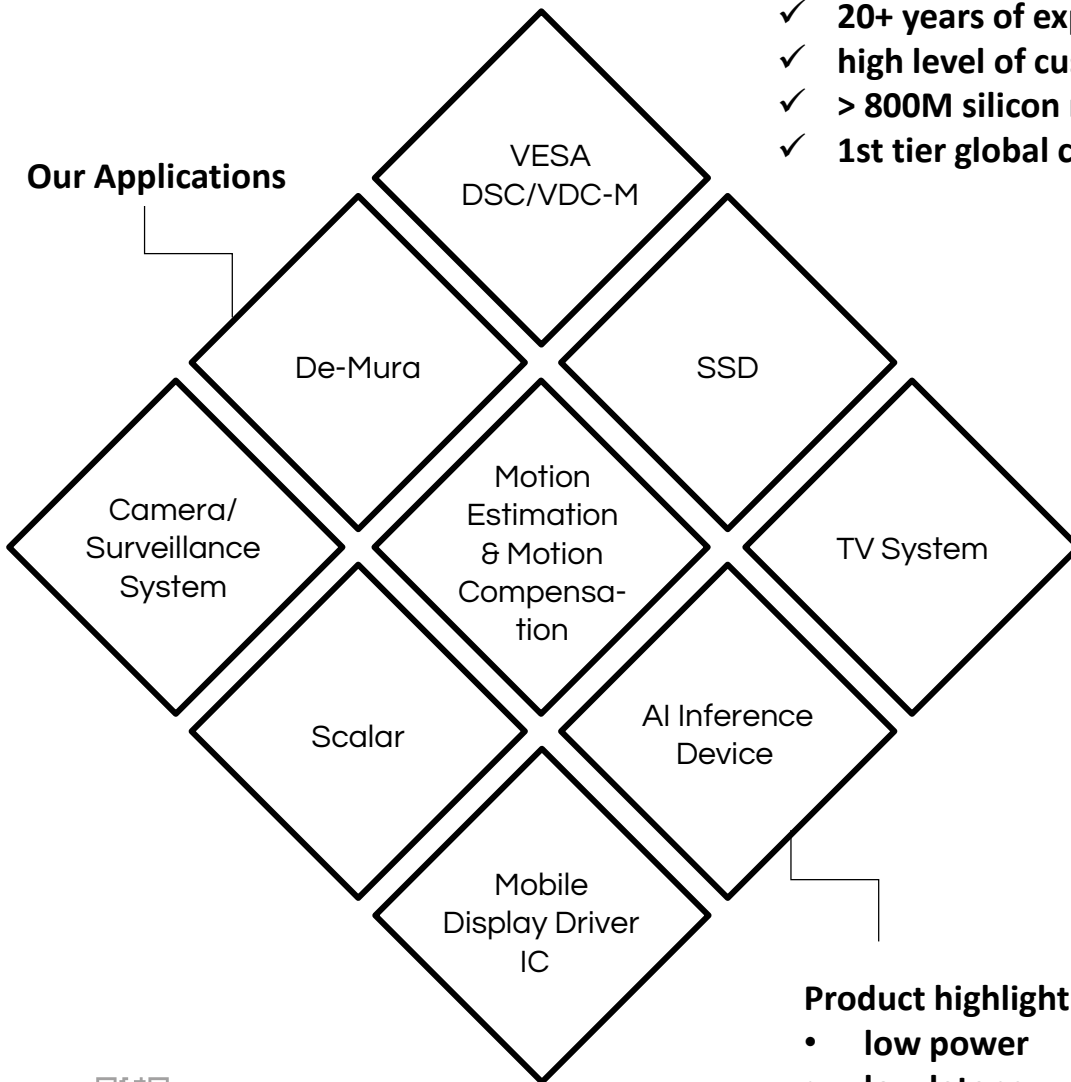 ✓ 20+ years of
✓ high level of
✓ > 800M silicon
✓ 1st tier global
Our Applications
VESA
DSC/VDC-M
De-Mura
SSD
Camera/
Surveillance
System
Motion
Estimation
& Motion
Compensa-
tion
TV System
Scalar
AI Inference
Device
Mobile
Display Driver
IC
Product highlight
• low power